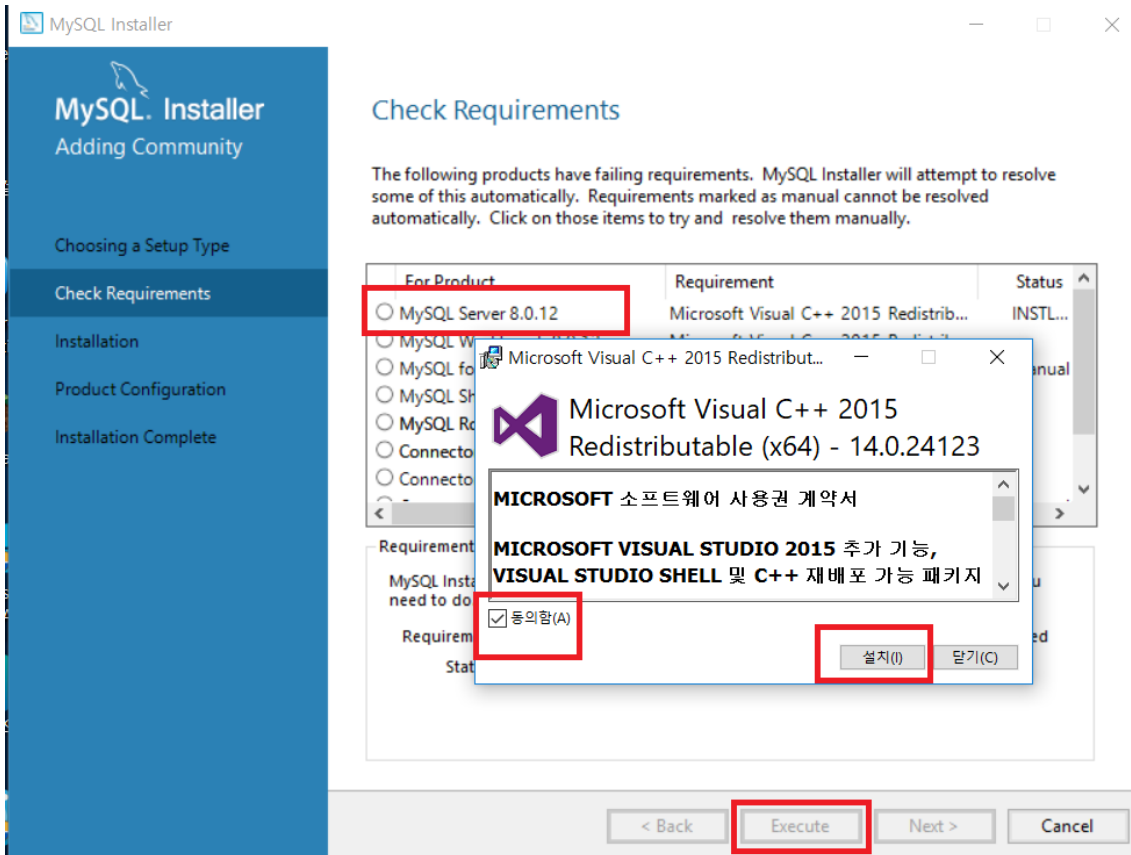 MySQL Installer
MySQL. Installer
Adding Community
Choosing a Setup Type
Check Requirements
Installation
Product Configuration
Installation Complete
Check Requirements
The following products have failing requirements. MySQL Installer will attempt to resolve
some of this automatically. Requirements marked as manual cannot be resolved
automatically. Click on those items to try and resolve them manually.
For Product Requirement Status
MySQL Server 8.0.12 Microsoft Visual C++ 2015 Redistrib... INSTL...
MySQL
MySQL fo anual
MySQL Sh
MySQL Ro
Connecto
Connecto
Microsoft Visual C++ 2015 Redistribut...
Microsoft Visual C++ 2015
Redistributable (x64) - 14.0.24123
MICROSOFT 소프트웨어 사용권 계약서
MICROSOFT VISUAL STUDIO 2015 추가 기능,
VISUAL STUDIO SHELL 및 C++ 재배포 가능 패키지
동의함(A)
설치(I) 닫기(C)
Requirement
MySQL Insta u
need to do
Requirem ed
Stat
< Back Execute Next > Cancel